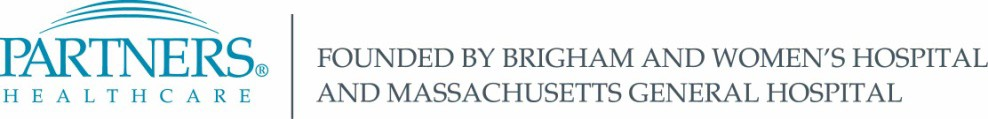 PARTNERS®
HEALTHCARE
FOUNDED BY BRIGHAM AND WOMEN’S HOSPITAL
AND MASSACHUSETTS GENERAL HOSPITAL